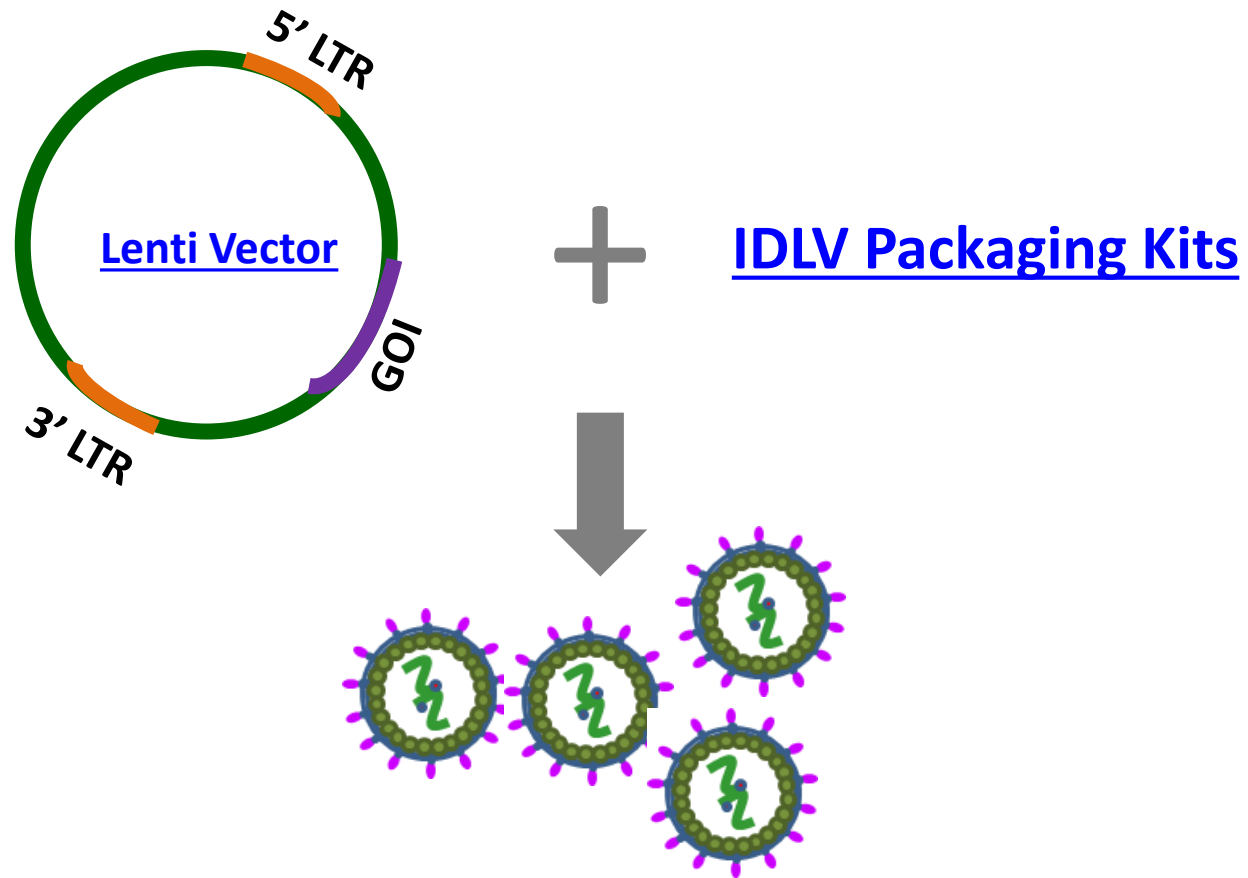 5’ LTR
Lenti Vector
IDLV Packaging Kits
GOI
3’ LTR